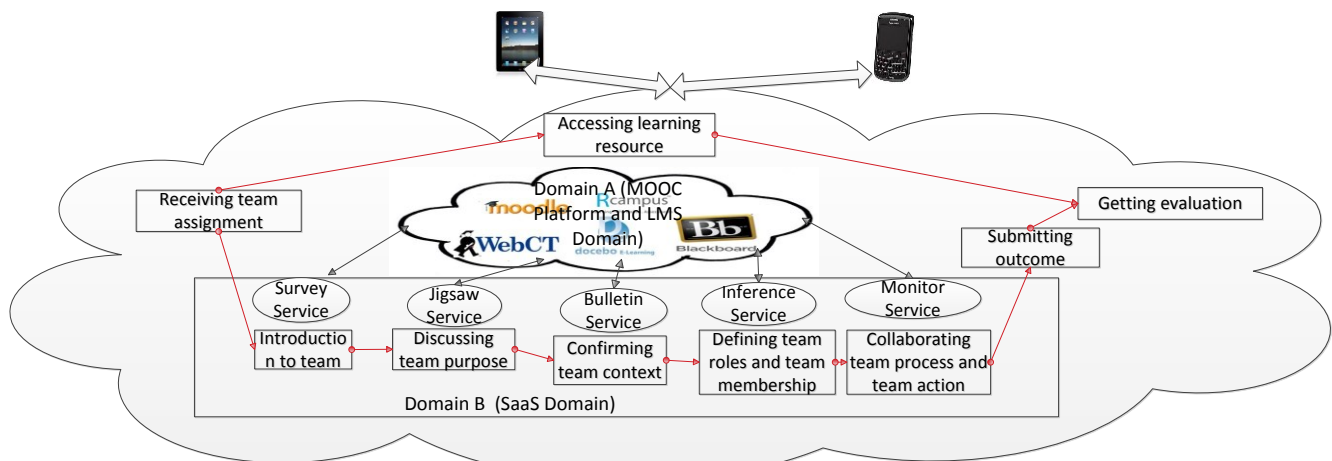 Accessing learning
resource
Receiving team
assignment
Domain A (MOOC
Platform and LMS
Domain)
moodle
Rcampus
WebCT
docebo E-Learning
Bb
Blackboard
Getting evaluation
Submitting
outcome
Survey
Service
Jigsaw
Service
Bulletin
Service
Inference
Service
Monitor
Service
Introductio
n to team
Discussing
team purpose
Confirming
team context
Defining team
roles and team
membership
Collaborating
team process and
team action
Domain B (SaaS Domain)